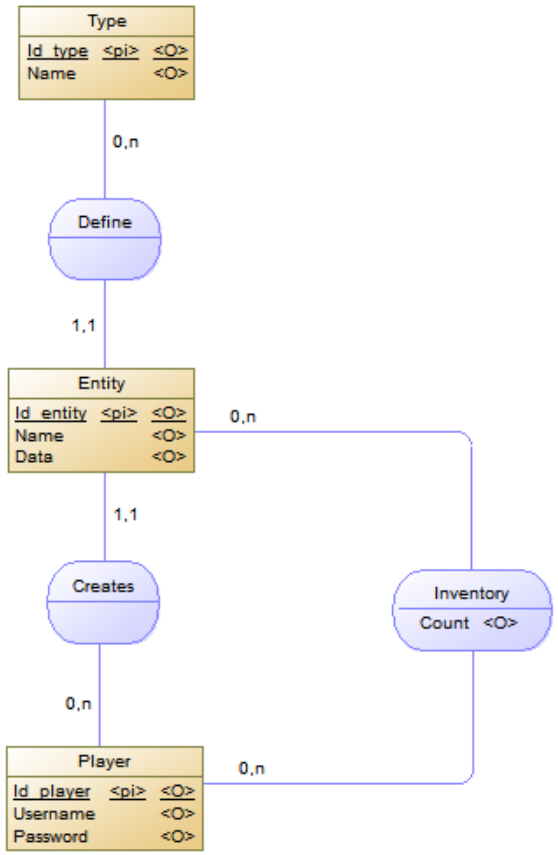 Type
Id_type <pi> <O>
Name <O>
0,n
Define
1,1
Entity
Id_entity <pi> <O>
Name <O>
Data <O>
0,n
1,1
Creates
Inventory
Count <O>
0,n
Player
Id_player <pi> <O>
Username <O>
Password <O>
0,n